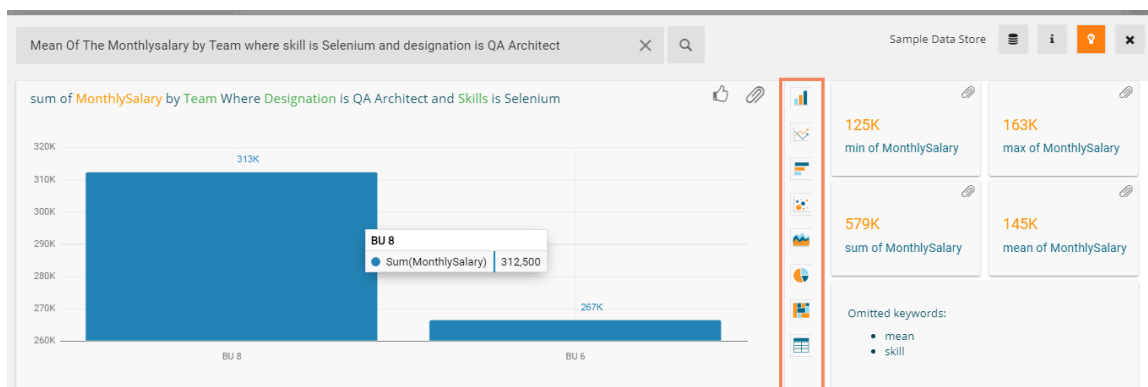 Mean Of The Monthlysalary by Team where skill is Selenium and designation is QA Architect
Sample Data Store
sum of MonthlySalary by Team Where Designation is QA Architect and Skills is Selenium
320K
310K
300K
290K
280K
270K
260K
313K
267K
BU 8
Sum(MonthlySalary) 312,500
BU 8
BU 6
125K
min of MonthlySalary
163K
max of MonthlySalary
579K
sum of MonthlySalary
145K
mean of MonthlySalary
Omitted keywords:
mean
skill